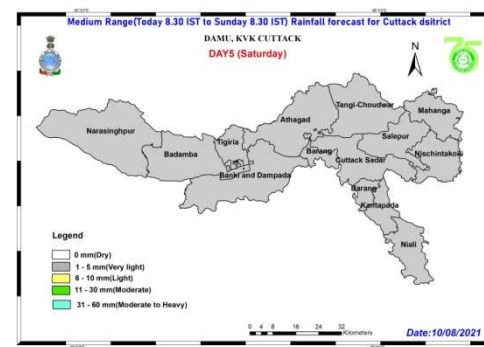 Medium Range(Today 8.30 IST to Sunday 8.30 IST) Rainfall forecast for Cuttack dsitrict
DAMU, KVK CUTTACK
DAY5 (Saturday)
N
75
Tangi-Choudwar
Mahanga
Athagad
Narasinghpur
Tigiria
Salepur
Badamba
Barang
Nischintakoili
Cuttack Sadar
Banki and Dampada
Barang
Kantapada
Niali
Legend
0 mm(Dry)
1 - 5 mm(Very light)
6 - 10 mm(Light)
11 - 30 mm(Moderate)
31 - 60 mm(Moderate to Heavy)
0 4 8 16 24 32
Kilometers
Date:10/08/2021